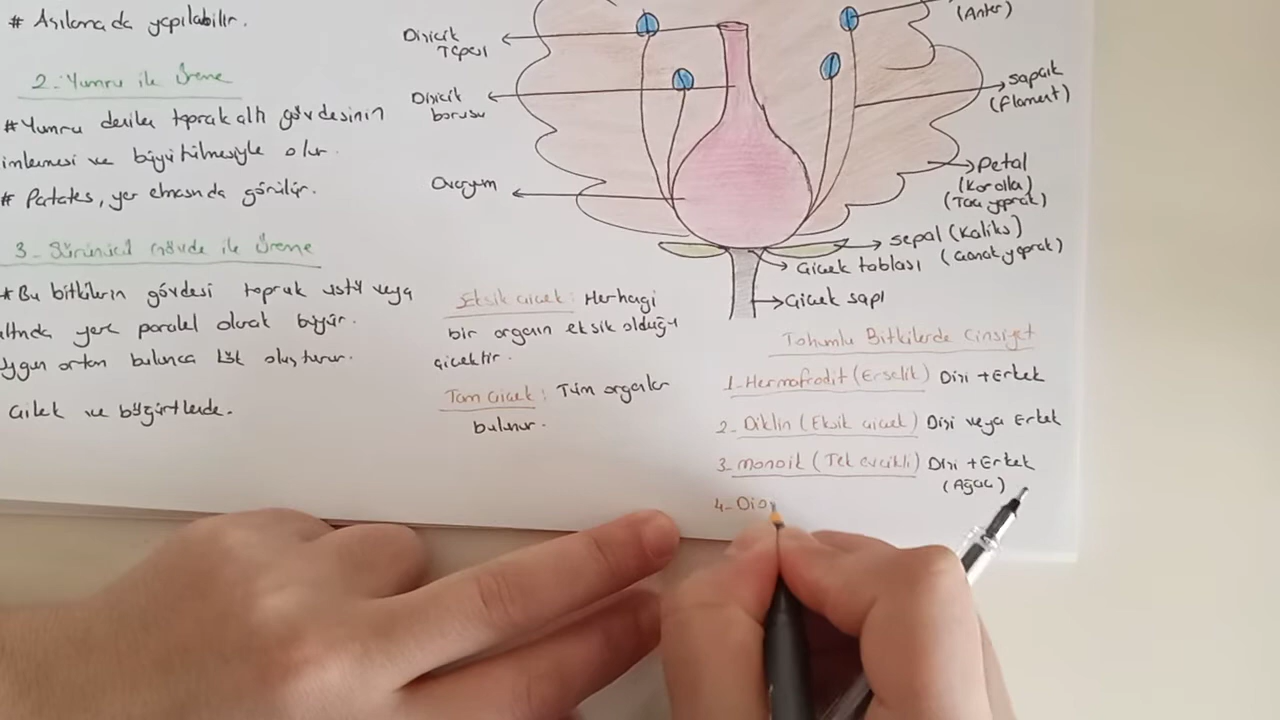 # Aşılama da yapılabilir.
2- Yumru ile Üreme
# Yumru denilen toprak altı gövdesinin
imlemesi ve büyütülmesiyle olur.
# Patates, yer elmasında görülür.
3- Sürünücü Gövde ile Üreme
# Bu bitkilerin gövdesi toprak üstü veya
altında yere paralel olarak büyür.
uygun ortam bulunca kök oluşturur.
Çilek ve böğürtlende.
Dişicik
Tepesi
Dişicik
borusu
Ovaryum
(Anter)
Sapçık
(filament)
Petal
(Korolla)
(Taç yaprak)
Sepal (Kaliks)
(Çanak yaprak)
Çiçek tablası
Çiçek sapı
Eksik Çiçek: Herhagi
bir organın eksik olduğu
çiçektir.
Tam Çiçek: Tüm organlar
bulunur.
Tohumlu Bitkilerde Cinsiyet
1- Hermafrodit (Erselik) Dişi + Erkek
2- Diklin (Eksik çiçek) Dişi veya Erkek
3- Monoik (Tek evcikli) Dişi + Erkek
(Ağaç)
4- Dio